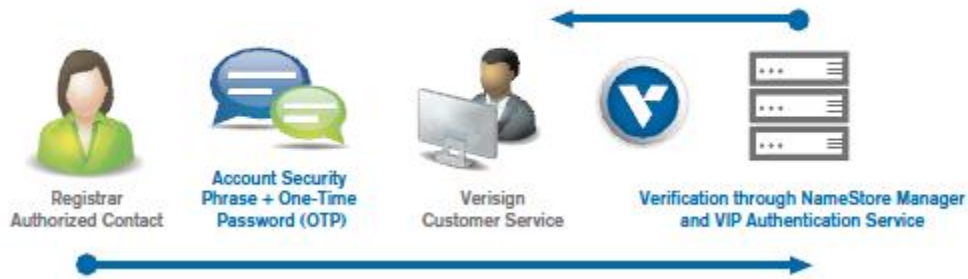 Registrar
Authorized Contact
Account Security
Phrase + One-Time
Password (OTP)
Verisign
Customer Service
Verification through NameStore Manager
and VIP Authentication Service